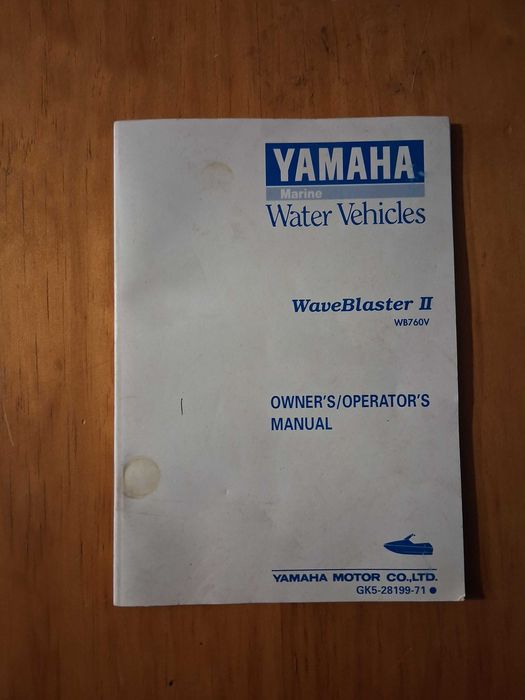 YAMAHA
Marine
Water Vehicles
WaveBlaster II
WB760V
OWNER'S/OPERATOR'S
MANUAL
YAMAHA MOTOR CO.,LTD.
GK5-28199-71 ●